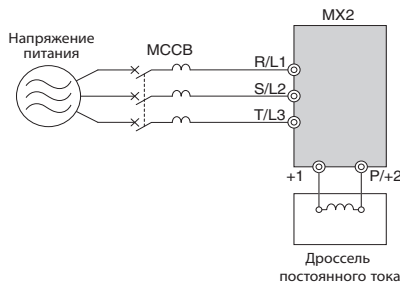 MX2
Напряжение
питания
MCCB
R/L1
S/L2
T/L3
+1
P/+2
Дроссель
постоянного тока